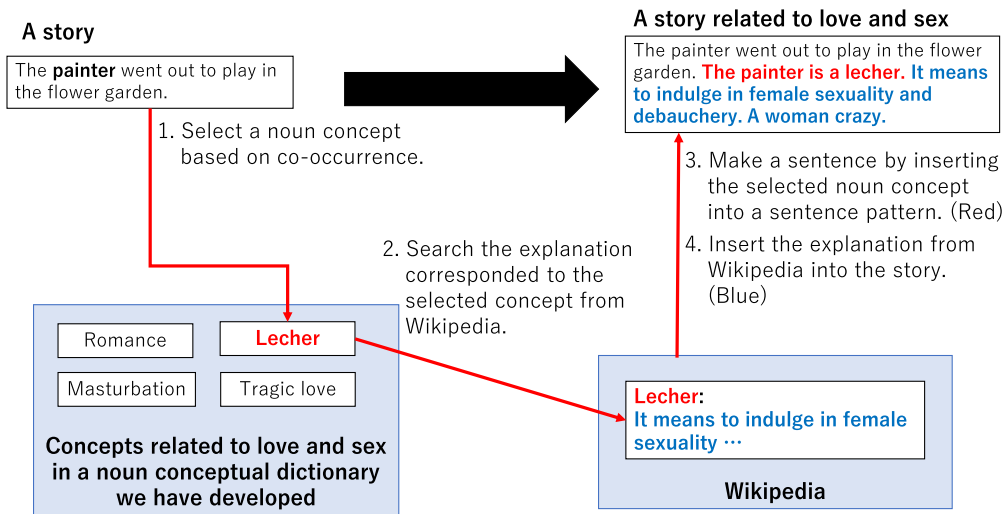 A story
The painter went out to play in
the flower garden.
A story related to love and sex
The painter went out to play in the flower
garden. The painter is a lecher. It means
to indulge in female sexuality and
debauchery. A woman crazy.
1. Select a noun concept
based on co-occurrence.
2. Search the explanation
corresponded to the
selected concept from
Wikipedia.
3. Make a sentence by inserting
the selected noun concept
into a sentence pattern. (Red)
4. Insert the explanation from
Wikipedia into the story.
(Blue)
Romance
Lecher
Masturbation
Tragic love
Concepts related to love and sex
in a noun conceptual dictionary
we have developed
Lecher:
It means to indulge in female
sexuality ⋯
Wikipedia